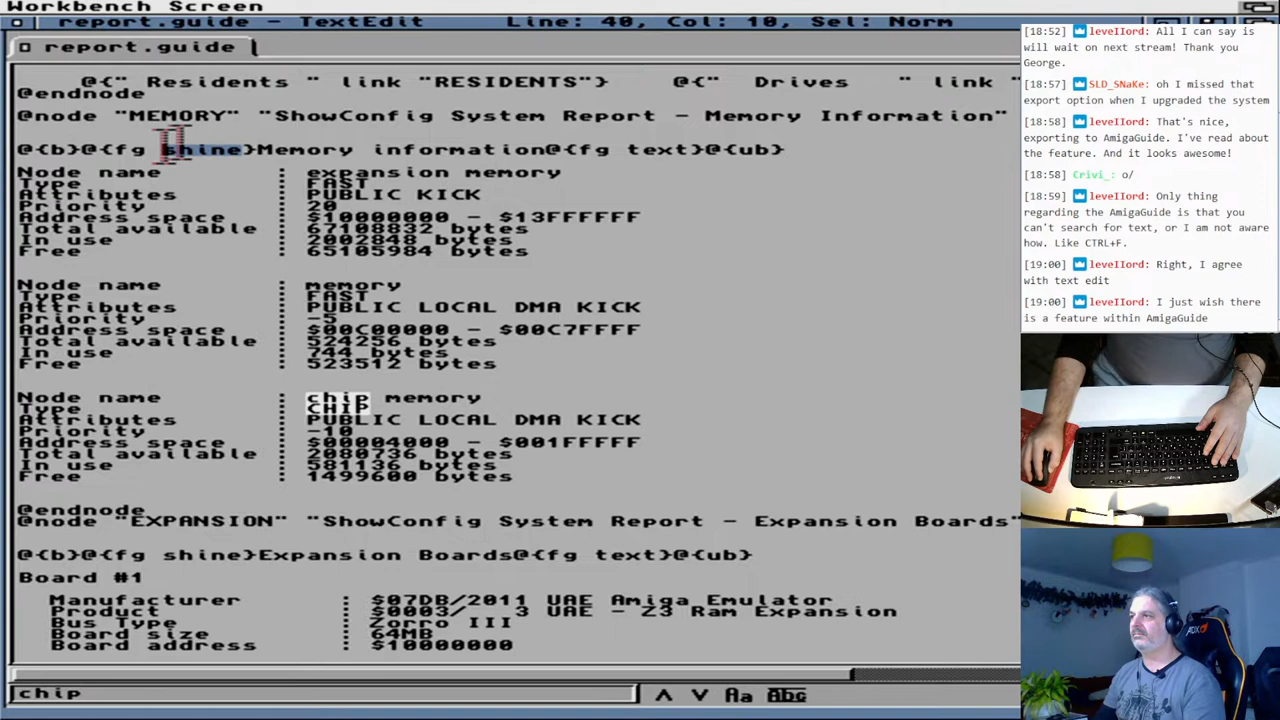 Workbench Screen
report.guide - TextEdit Line: 40, Col: 10, Sel: Norm
report.guide
@{" Residents " link "RESIDENTS"} @{" Drives " link
@endnode
@node "MEMORY" "ShowConfig System Report - Memory Information"
@{b}@{fg shine}Memory information@{fg text}@{ub}
Node name : expansion memory
Type : FAST
Attributes : PUBLIC KICK
Priority : 20
Address space : $10000000 - $13FFFFFF
Total available : 67108832 bytes
In use : 2002848 bytes
Free : 65105984 bytes
Node name : memory
Type : FAST
Attributes : PUBLIC LOCAL DMA KICK
Priority : -5
Address space : $00C00000 - $00C7FFFF
Total available : 524256 bytes
In use : 744 bytes
Free : 523512 bytes
Node name : chip memory
Type : CHIP
Attributes : PUBLIC LOCAL DMA KICK
Priority : -10
Address space : $00004000 - $001FFFFF
Total available : 2080736 bytes
In use : 581136 bytes
Free : 1499600 bytes
@endnode
@node "EXPANSION" "ShowConfig System Report - Expansion Boards"
@{b}@{fg shine}Expansion Boards@{fg text}@{ub}
Board #1
Manufacturer : $07DB/2011 UAE Amiga Emulator
Product : $0003/ 3 UAE - Z3 Ram Expansion
Bus Type : Zorro III
Board size : 64MB
Board address : $10000000
chip
Aa Abc
[18:52] leveIIord: All I can say is
will wait on next stream! Thank you
George.
[18:57] SLD_SNaKe: oh I missed that
export option when I upgraded the system
[18:58] leveIIord: That's nice,
exporting to AmigaGuide. I've read about
the feature. And it looks awesome!
[18:58] Crivi_: o/
[18:59] leveIIord: Only thing
regarding the AmigaGuide is that you
can't search for text, or I am not aware
how. Like CTRL+F.
[19:00] leveIIord: Right, I agree
with text edit
[19:00] leveIIord: I just wish there
is a feature within AmigaGuide